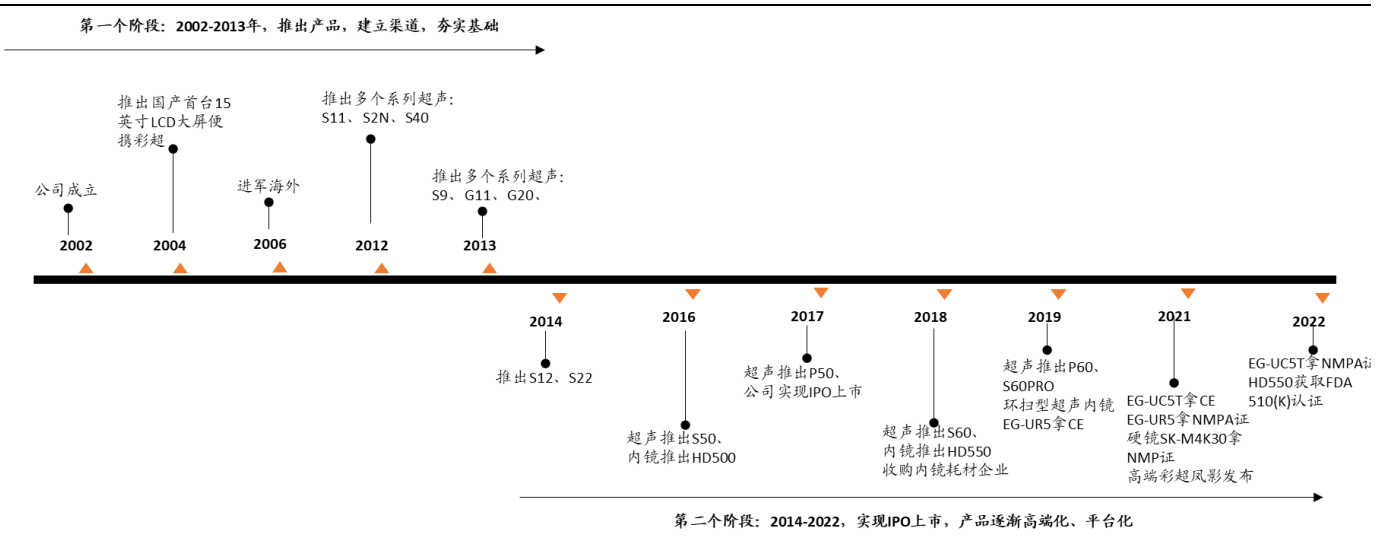 第一个阶段：2002-2013年，推出产品，建立渠道，夯实基础
推出国产首台15
英寸LCD大屏便
携彩超
推出多个系列超声：
S11、S2N、S40
公司成立
进军海外
推出多个系列超声：
S9、G11、G20、
2002
2004
2006
2012
2013
2014
2016
2017
2018
2019
2021
2022
推出S12、S22
超声推出S50、
内镜推出HD500
超声推出P50、
公司实现IPO上市
超声推出S60、
内镜推出HD550
收购内镜耗材企业
超声推出P60、
S60PRO
环扫型超声内镜
EG-UR5拿CE
EG-UC5T拿CE
EG-UR5拿NMPA证
硬镜SK-M4K30拿
NMP证
高端彩超凤影发布
EG-UC5T拿NMPA证
HD550获取FDA
510(K)认证
第二个阶段：2014-2022，实现IPO上市，产品逐渐高端化、平台化